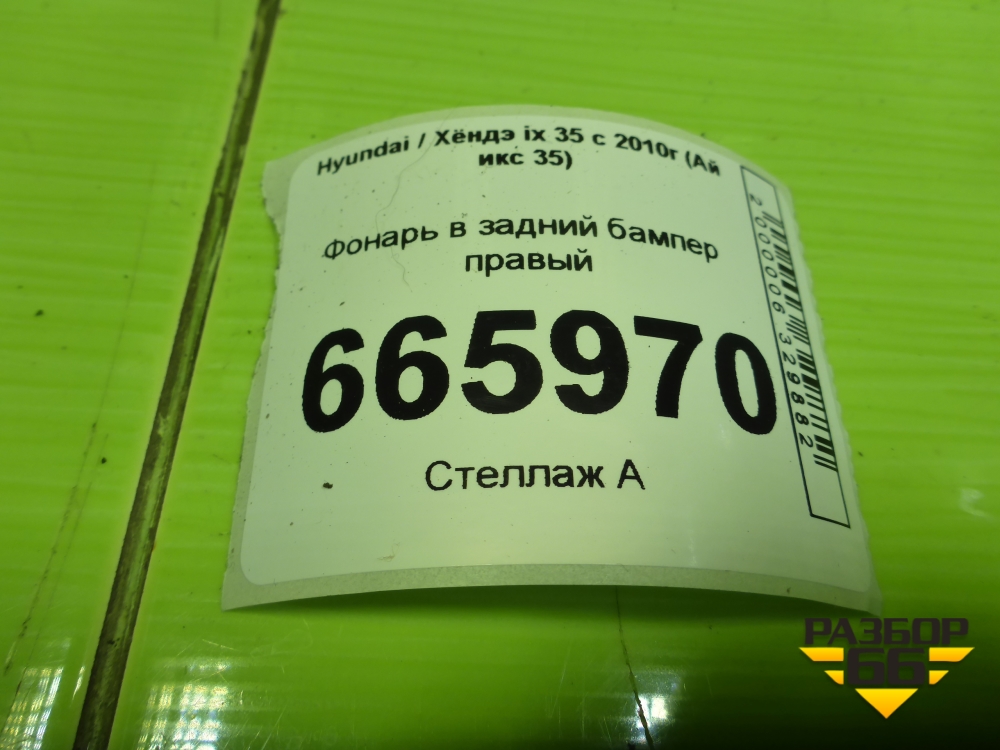 Hyundai / Хёндэ ix 35 с 2010г (Ай
икс 35)
Фонарь в задний бампер
правый
665970
Стеллаж А
2000006329882
РАЗБОР
66